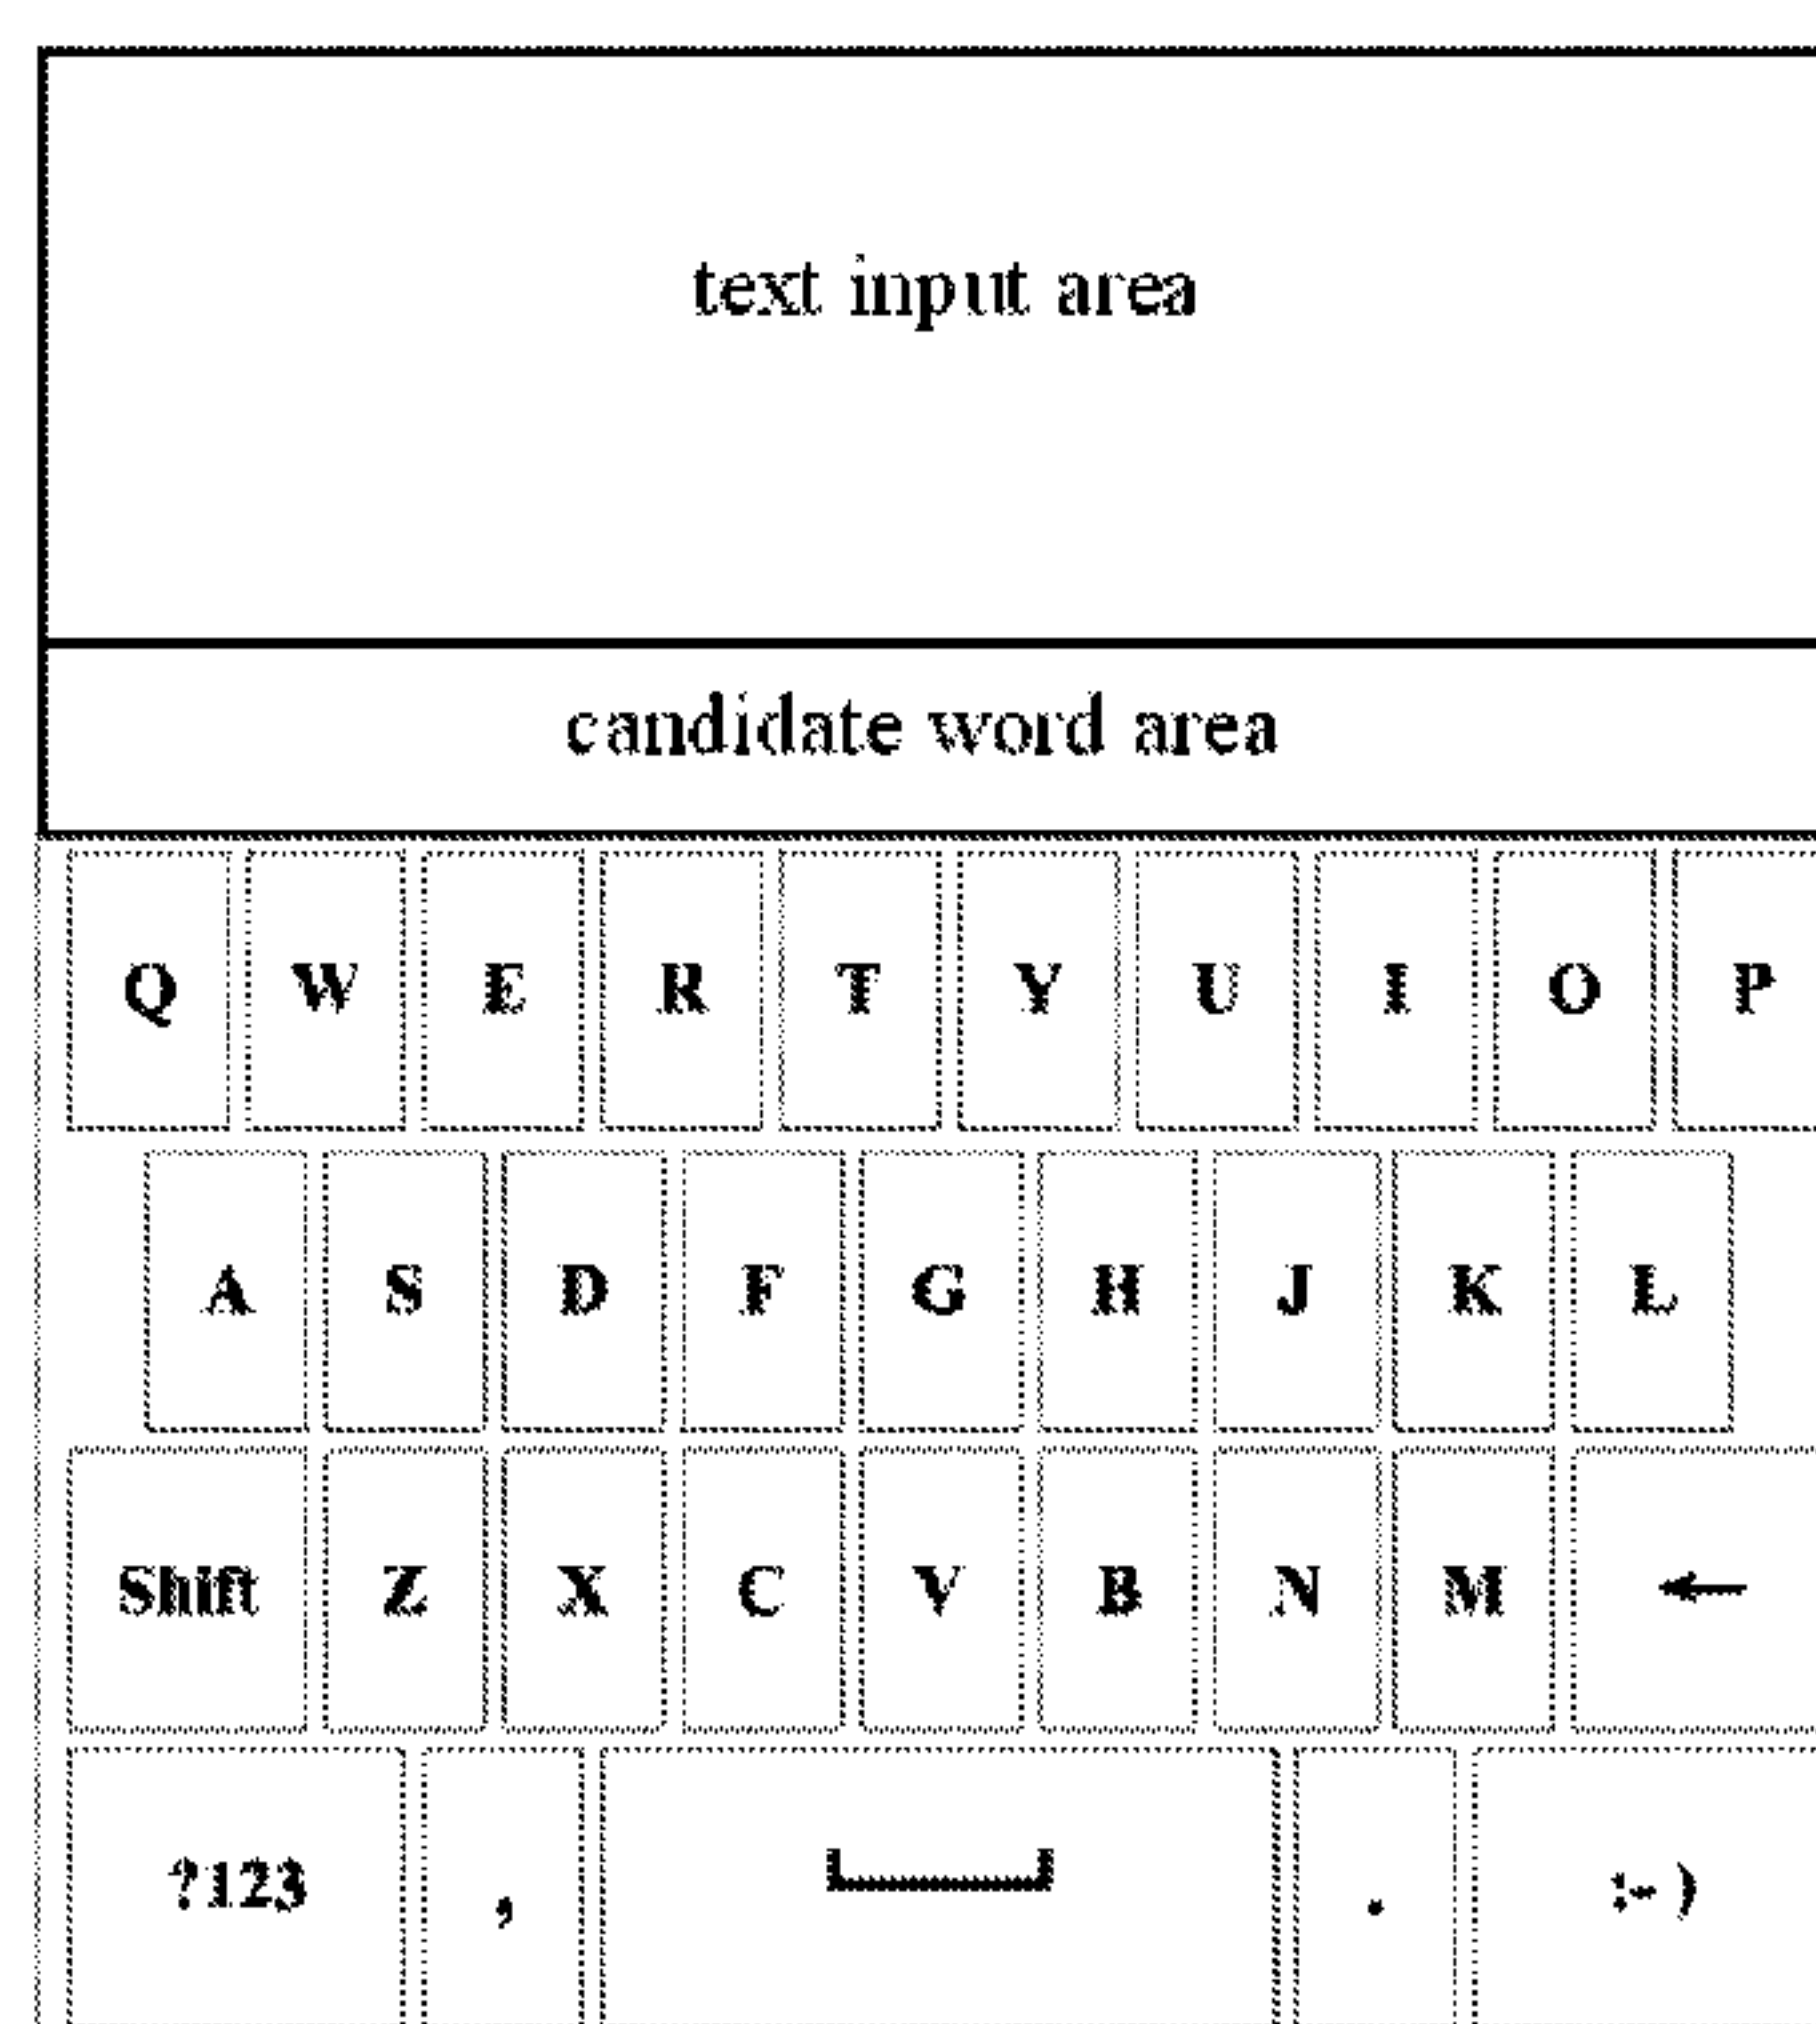 text input area
candidate word area
Q W E R T Y U I O P
A S D F G H J K L
Shift Z X C V B N M ←
?123 , . :-)